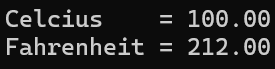 Celcius    = 100.00
Fahrenheit = 212.00